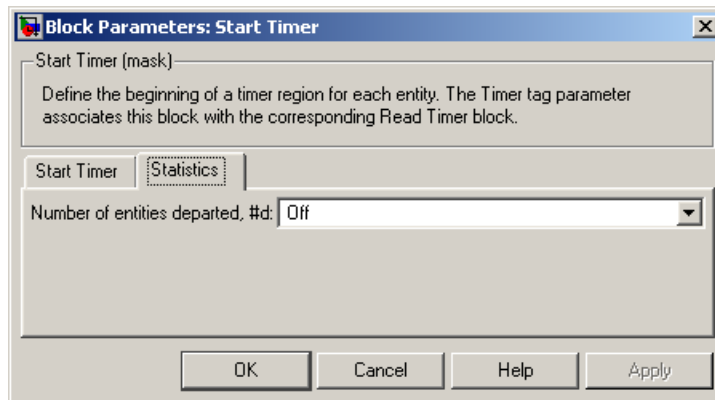 Block Parameters: Start Timer
Start Timer (mask)
Define the beginning of a timer region for each entity. The Timer tag parameter
associates this block with the corresponding Read Timer block.
Start Timer Statistics
Number of entities departed, #d: Off
OK Cancel Help Apply